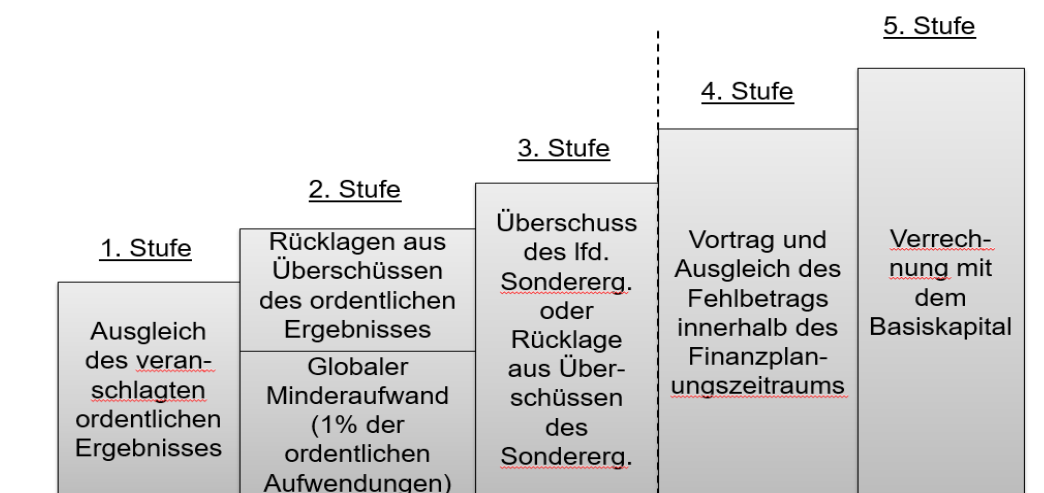 1. Stufe
Ausgleich
des veran-
schlagten
ordentlichen
Ergebnisses
2. Stufe
Rücklagen aus
Überschüssen
des ordentlichen
Ergebnisses
Globaler
Minderaufwand
(1% der
ordentlichen
Aufwendungen)
3. Stufe
Überschuss
des lfd.
Sondererg.
oder
Rücklage
aus Über-
schüssen
des
Sondererg.
4. Stufe
Vortrag und
Ausgleich des
Fehlbetrags
innerhalb des
Finanzplan-
ungszeitraums
5. Stufe
Verrech-
nung mit
dem
Basiskapital